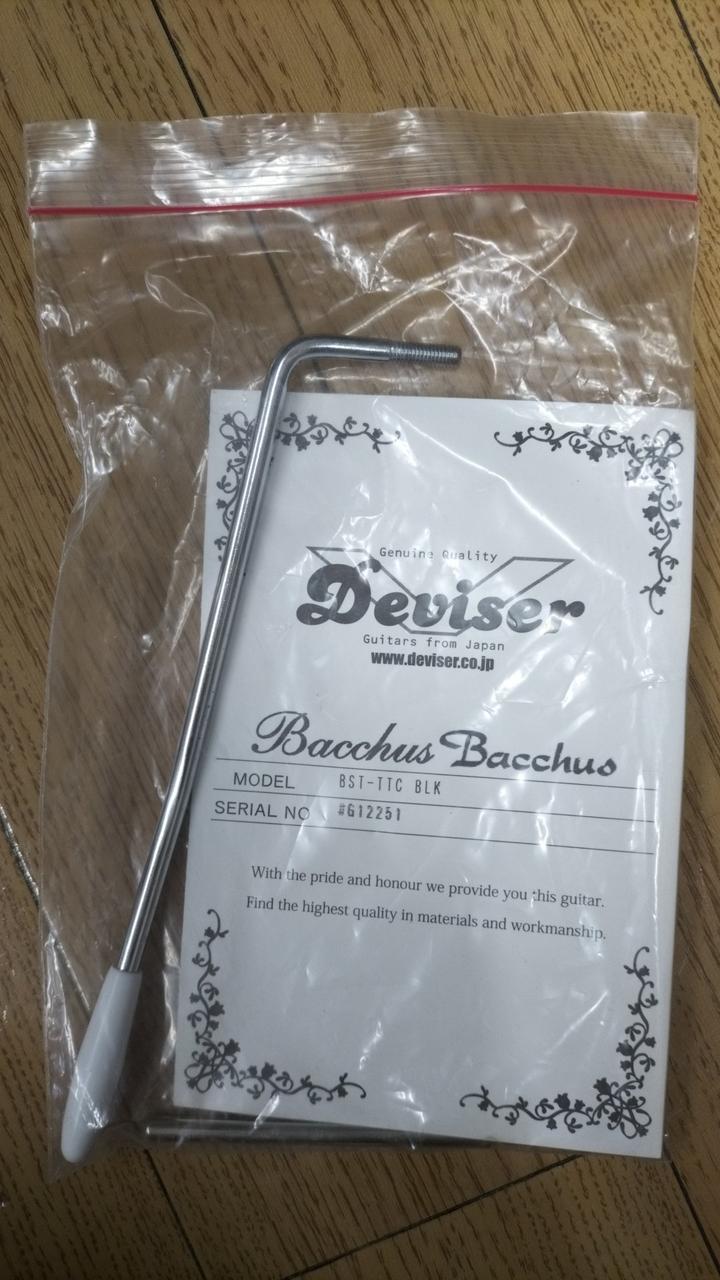 Genuine Quality
Deviser
Guitars from Japan
www.deviser.co.jp
Bacchus Bacchus
MODEL BST-TTC BLK
SERIAL NO #G12251
With the pride and honour we provide you this guitar.
Find the highest quality in materials and workmanship.